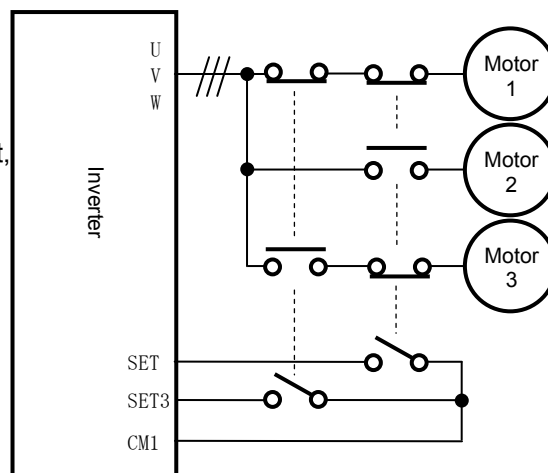 U
V
W
t,
Inverter
Motor
1
Motor
2
Motor
3
SET
SET3
CM1